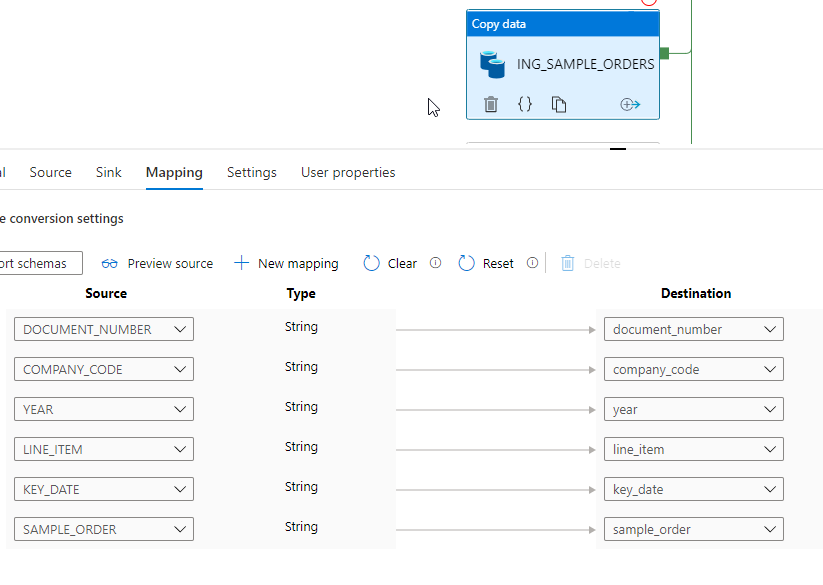 Copy data
ING_SAMPLE_ORDERS
Source Sink Mapping Settings User properties
e conversion settings
ort schemas Preview source New mapping Clear Reset Delete
Source Type Destination
DOCUMENT_NUMBER String document_number
COMPANY_CODE String company_code
YEAR String year
LINE_ITEM String line_item
KEY_DATE String key_date
SAMPLE_ORDER String sample_order